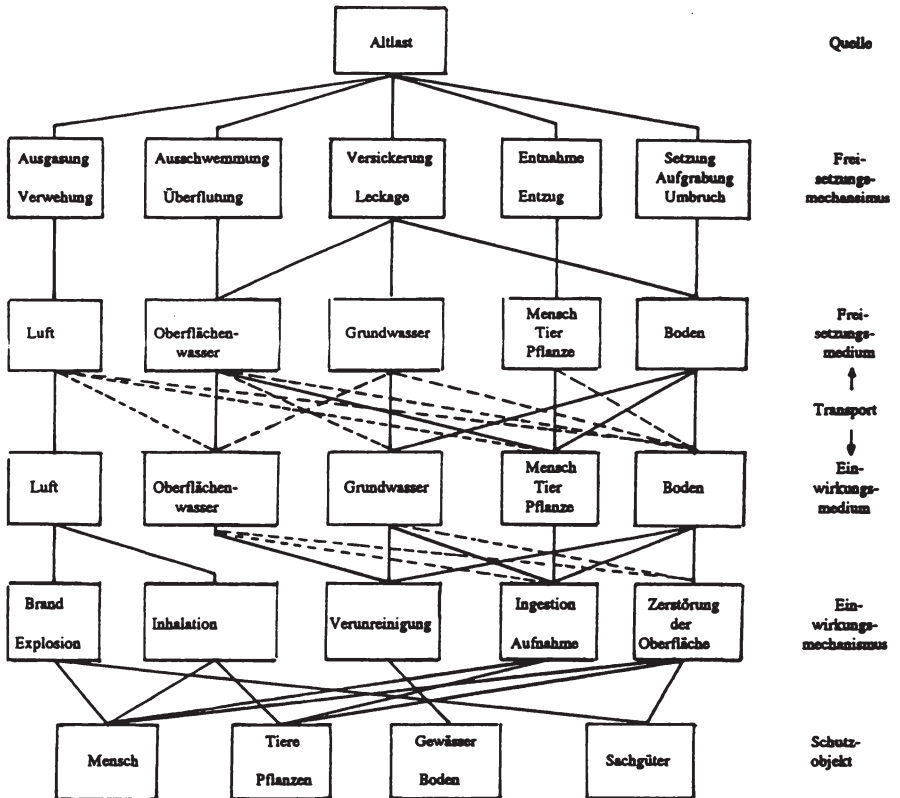 Altlast
Quelle
Ausgasung
Verwehung
Ausschwemmung
Überflutung
Versickerung
Leckage
Entnahme
Entzug
Setzung
Aufgrabung
Umbruch
Frei-
setzungs-
mechansimus
Luft
Oberflächen-
wasser
Grundwasser
Mensch
Tier
Pflanze
Boden
Frei-
setzungs-
medium
Transport
Luft
Oberflächen-
wasser
Grundwasser
Mensch
Tier
Pflanze
Boden
Ein-
wirkungs-
medium
Brand
Explosion
Inhalation
Verunreinigung
Ingestion
Aufnahme
Zerstörung
der
Oberfläche
Ein-
wirkungs-
mechanismus
Mensch
Tiere
Pflanzen
Gewässer
Boden
Sachgüter
Schutz-
objekt